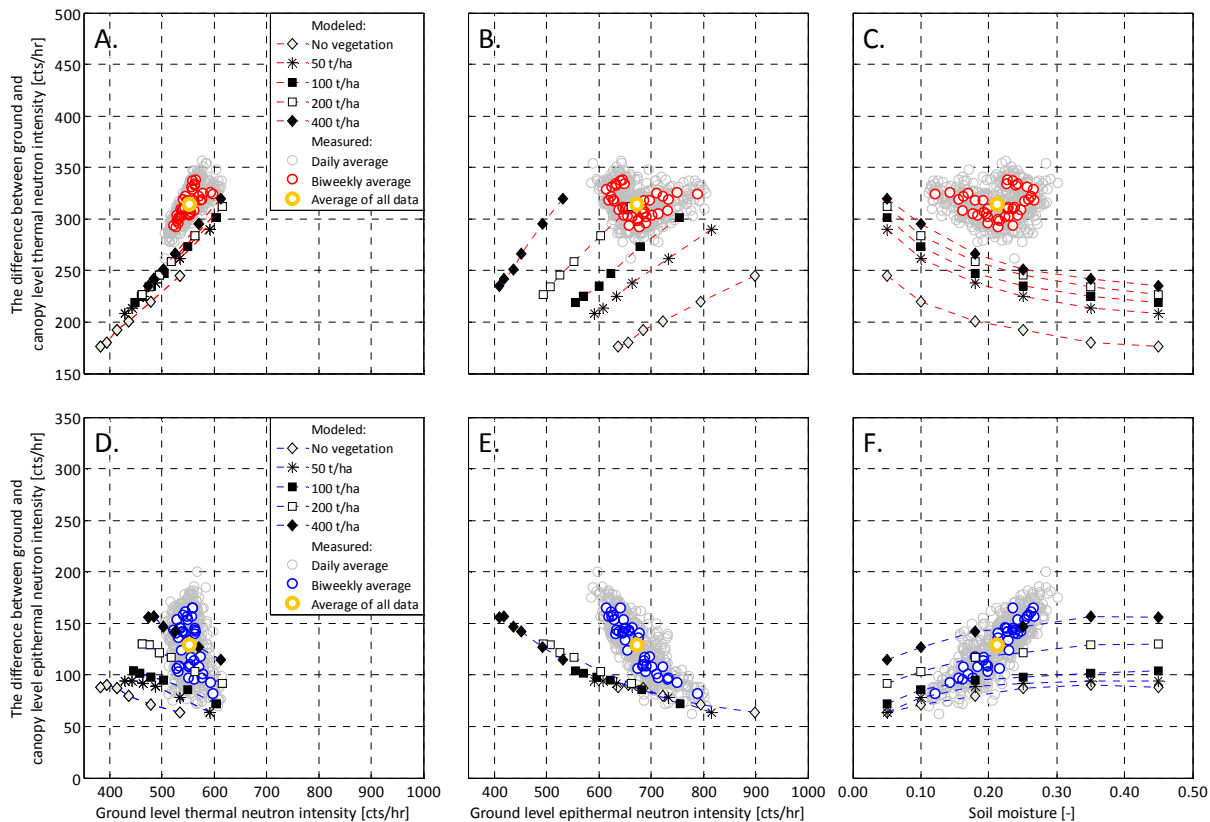 The difference between ground and
canopy level thermal neutron intensity [cts/hr]
500
450
400
350
300
250
200
150
A.
Modeled:
No vegetation
50 t/ha
100 t/ha
200 t/ha
400 t/ha
Measured:
Daily average
Biweekly average
Average of all data
B.
C.
The difference between ground and
canopy level epithermal neutron intensity [cts/hr]
350
300
250
200
150
100
50
0
D.
Modeled:
No vegetation
50 t/ha
100 t/ha
200 t/ha
400 t/ha
Measured:
Daily average
Biweekly average
Average of all data
E.
F.
400 500 600 700 800 900 1000
400 500 600 700 800 900 1000
0.00 0.10 0.20 0.30 0.40 0.50
Ground level thermal neutron intensity [cts/hr]
Ground level epithermal neutron intensity [cts/hr]
Soil moisture [-]